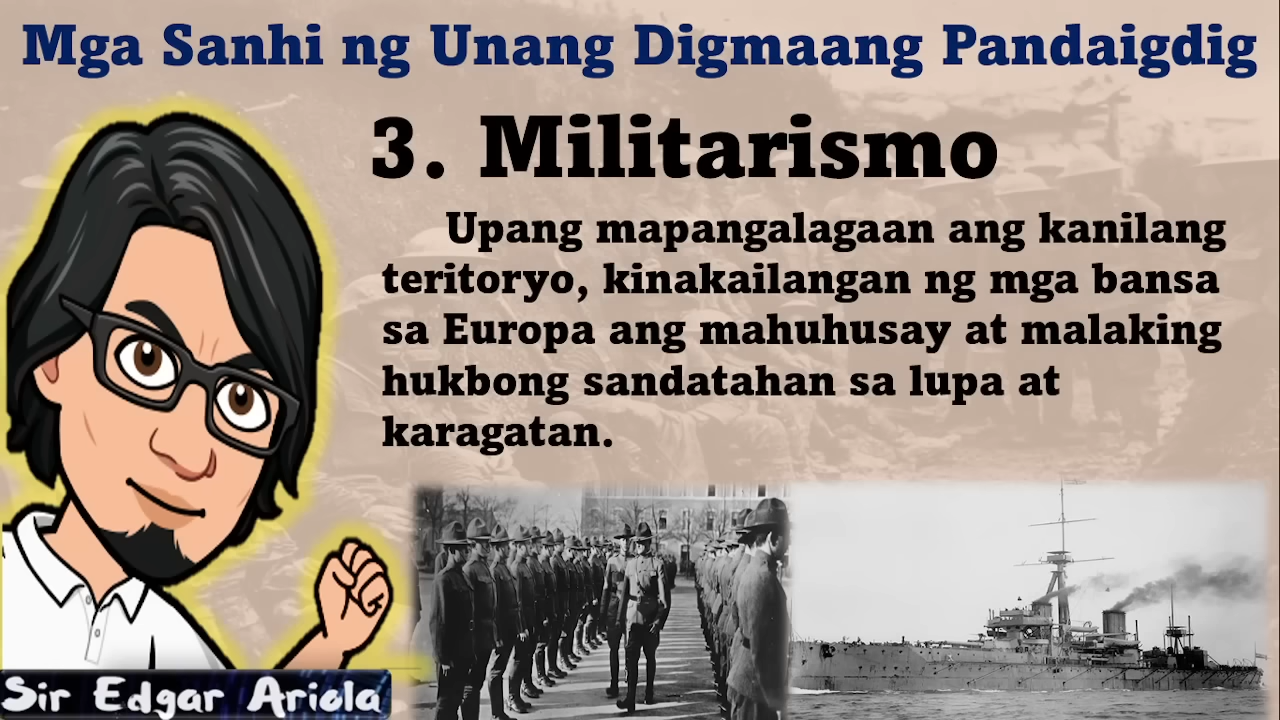 Mga Sanhi ng Unang Digmaang Pandaigdig
3. Militarismo
Upang mapangalagaan ang kanilang
teritoryo, kinakailangan ng mga bansa
sa Europa ang mahuhusay at malaking
hukbong sandatahan sa lupa at
karagatan.
Sir Edgar Ariola